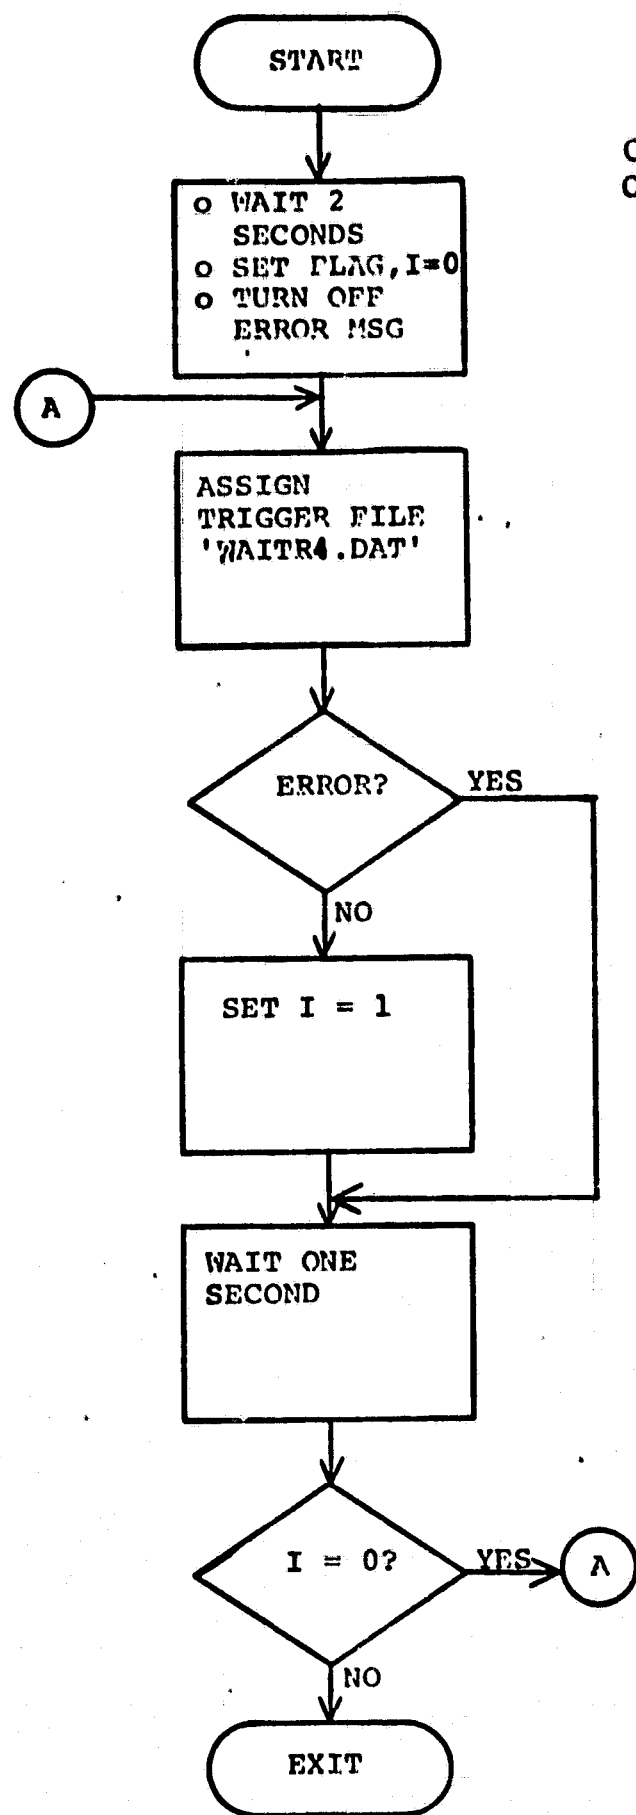 START
o WAIT 2
SECONDS
o SET FLAG,I=0
o TURN OFF
ERROR MSG
A
ASSIGN
TRIGGER FILE
'WAITR4.DAT'
ERROR?
YES
NO
SET I = 1
WAIT ONE
SECOND
I = 0?
YES
A
NO
EXIT